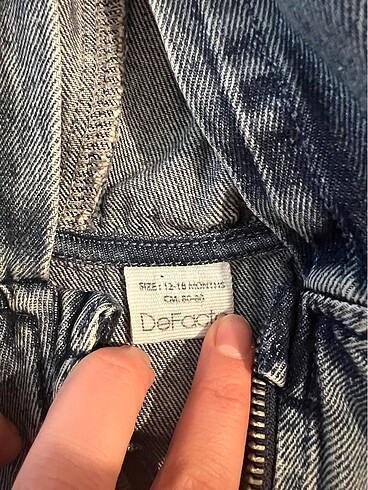 SIZE: 12-18 MONTHS
CM: 80-86
DeFacto